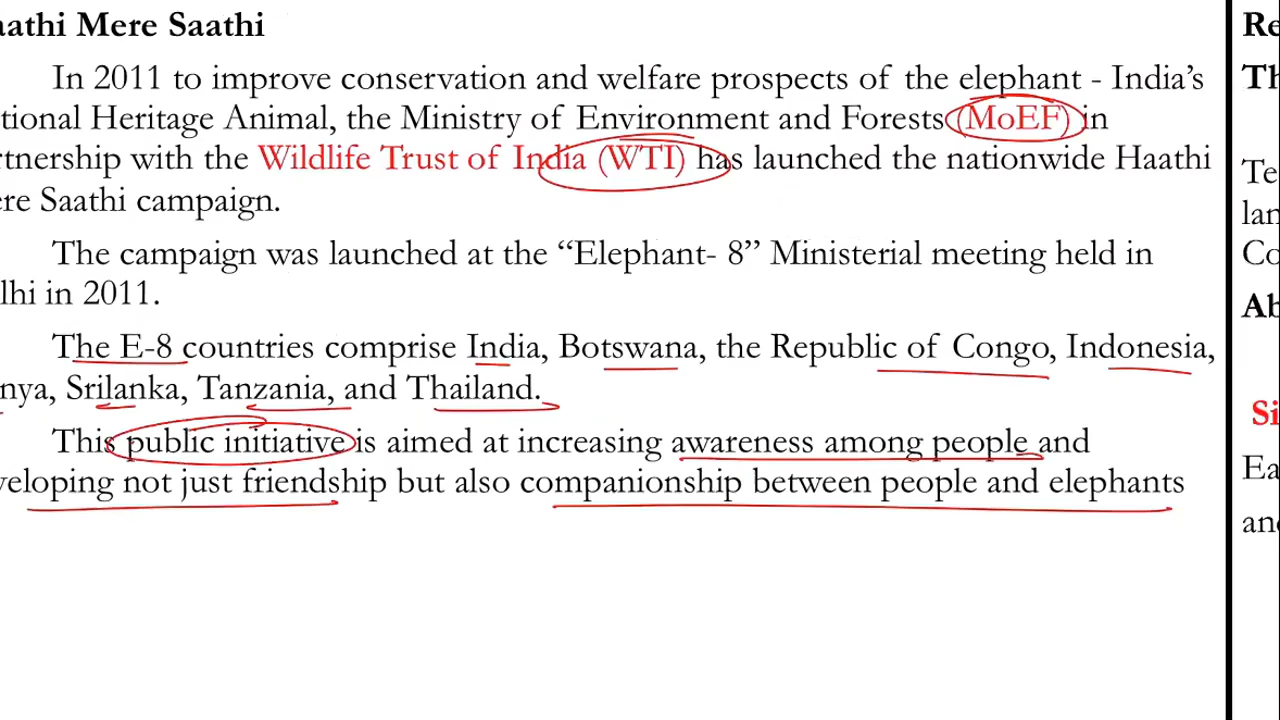 aathi Mere Saathi
In 2011 to improve conservation and welfare prospects of the elephant - India's
tional Heritage Animal, the Ministry of Environment and Forests (MoEF) in
rtnership with the Wildlife Trust of India (WTI) has launched the nationwide Haathi
ere Saathi campaign.
The campaign was launched at the “Elephant- 8” Ministerial meeting held in
lhi in 2011.
The E-8 countries comprise India, Botswana, the Republic of Congo, Indonesia,
nya, Srilanka, Tanzania, and Thailand.
This public initiative is aimed at increasing awareness among people and
veloping not just friendship but also companionship between people and elephants
Re
Th
Te
lan
Co
Ab
Si
Ea
and